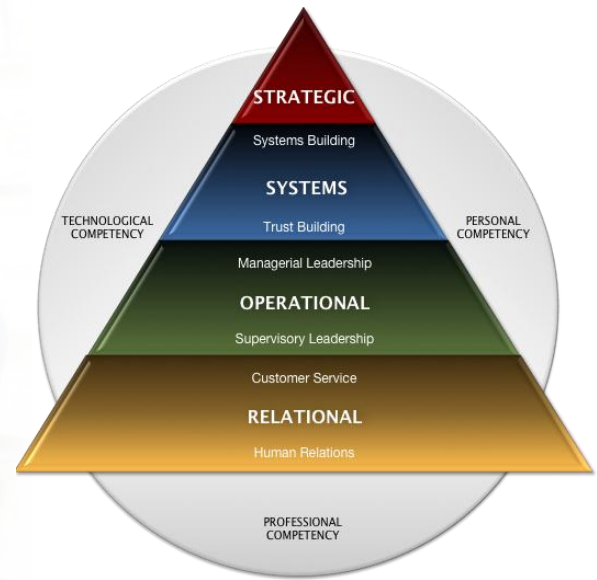 STRATEGIC
Systems Building
SYSTEMS
Trust Building
TECHNOLOGICAL
COMPETENCY
PERSONAL
COMPETENCY
Managerial Leadership
OPERATIONAL
Supervisory Leadership
Customer Service
RELATIONAL
Human Relations
PROFESSIONAL
COMPETENCY